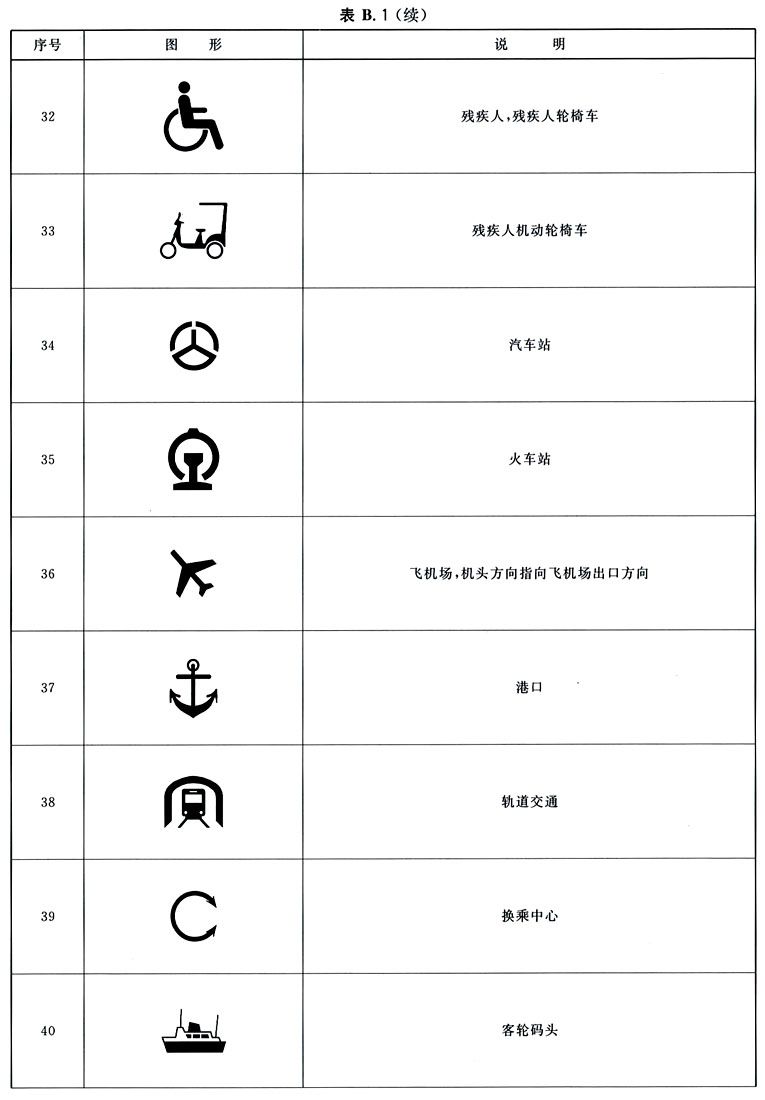 表 B.1(续)
序号 图 形 说 明
32 残疾人,残疾人轮椅车
33 残疾人机动轮椅车
34 汽车站
35 火车站
36 飞机场,机头方向指向飞机场出口方向
37 港口
38 轨道交通
39 换乘中心
40 客轮码头